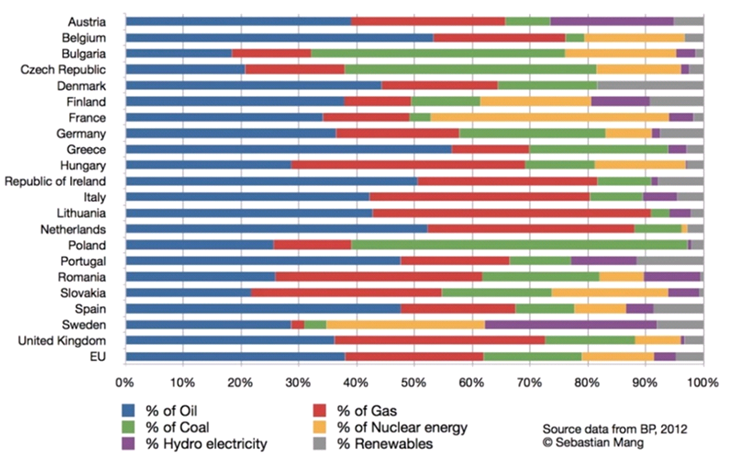 Austria
Belgium
Bulgaria
Czech Republic
Denmark
Finland
France
Germany
Greece
Hungary
Republic of Ireland
Italy
Lithuania
Netherlands
Poland
Portugal
Romania
Slovakia
Spain
Sweden
United Kingdom
EU
0% 10% 20% 30% 40% 50% 60% 70% 80% 90% 100%
% of Oil % of Gas
% of Coal % of Nuclear energy
% Hydro electricity % Renewables
Source data from BP, 2012
© Sebastian Mang